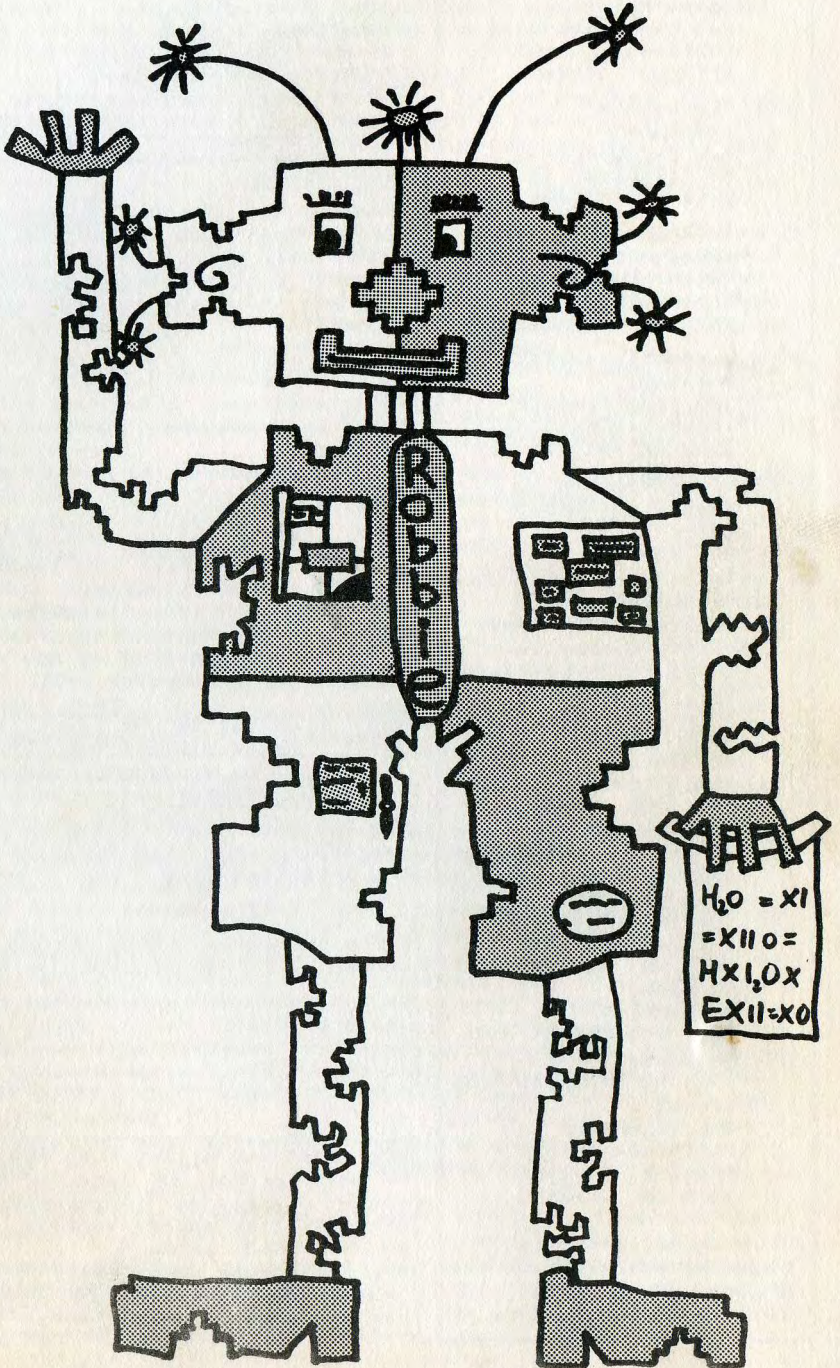 Robbie
H₂O = XI
=XII O=
HXI₂OX
EXII=XO